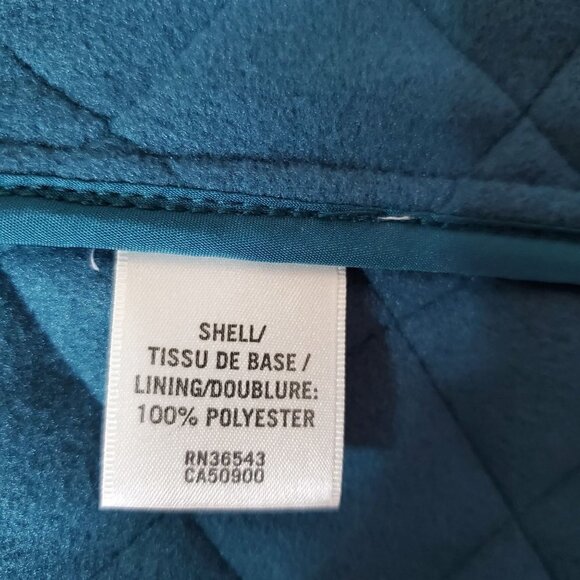 SHELL/
TISSU DE BASE /
LINING/DOUBLURE:
100% POLYESTER
RN36543
CA50900